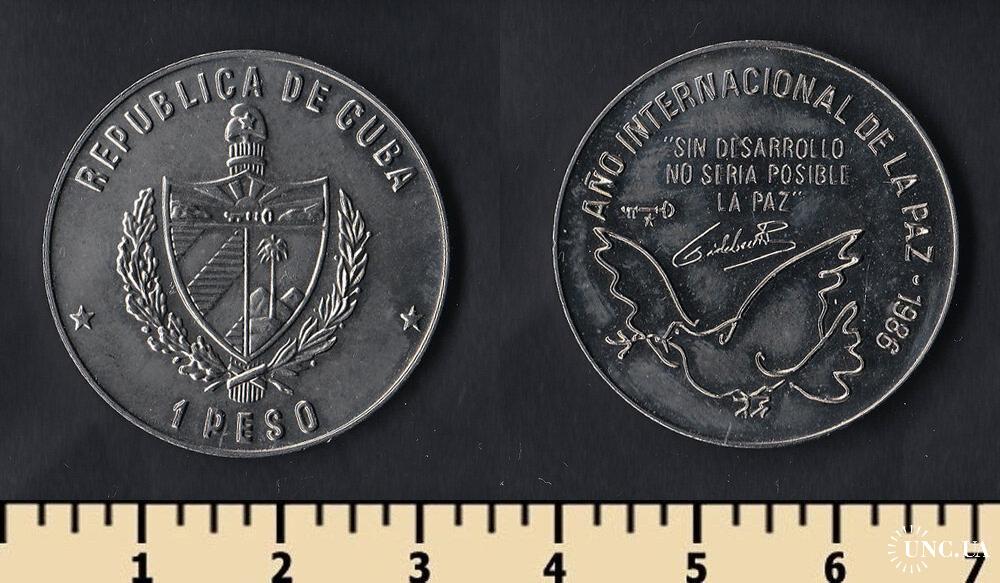 REPUBLICA DE CUBA
1 PESO
AÑO INTERNACIONAL DE LA PAZ - 1986
"SIN DESARROLLO
NO SERIA POSIBLE
LA PAZ"
1 2 3 4 5 6 7
UNC.UA